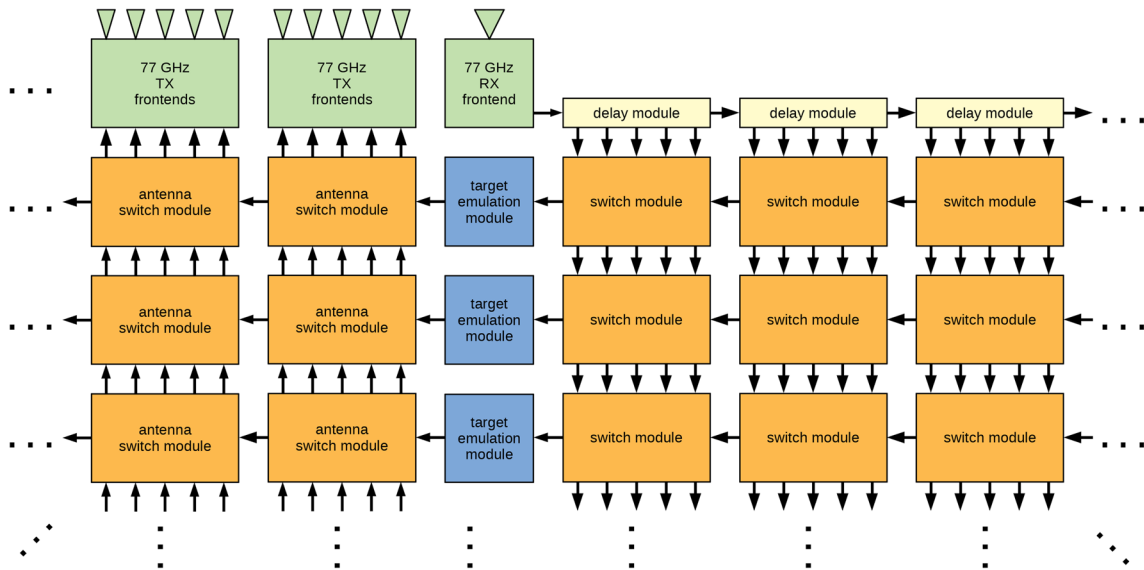 77 GHz
TX
frontends
77 GHz
TX
frontends
77 GHz
RX
frontend
delay module
delay module
delay module
antenna
switch module
antenna
switch module
target
emulation
module
switch module
switch module
switch module
antenna
switch module
antenna
switch module
target
emulation
module
switch module
switch module
switch module
antenna
switch module
antenna
switch module
target
emulation
module
switch module
switch module
switch module